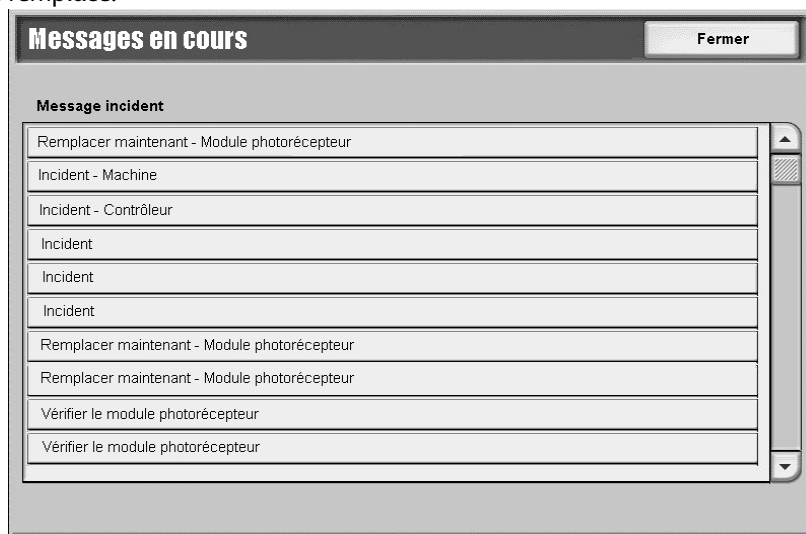 remplacé.
Messages en cours
Fermer
Message incident
Remplacer maintenant - Module photorécepteur
Incident - Machine
Incident - Contrôleur
Incident
Incident
Incident
Remplacer maintenant - Module photorécepteur
Remplacer maintenant - Module photorécepteur
Vérifier le module photorécepteur
Vérifier le module photorécepteur